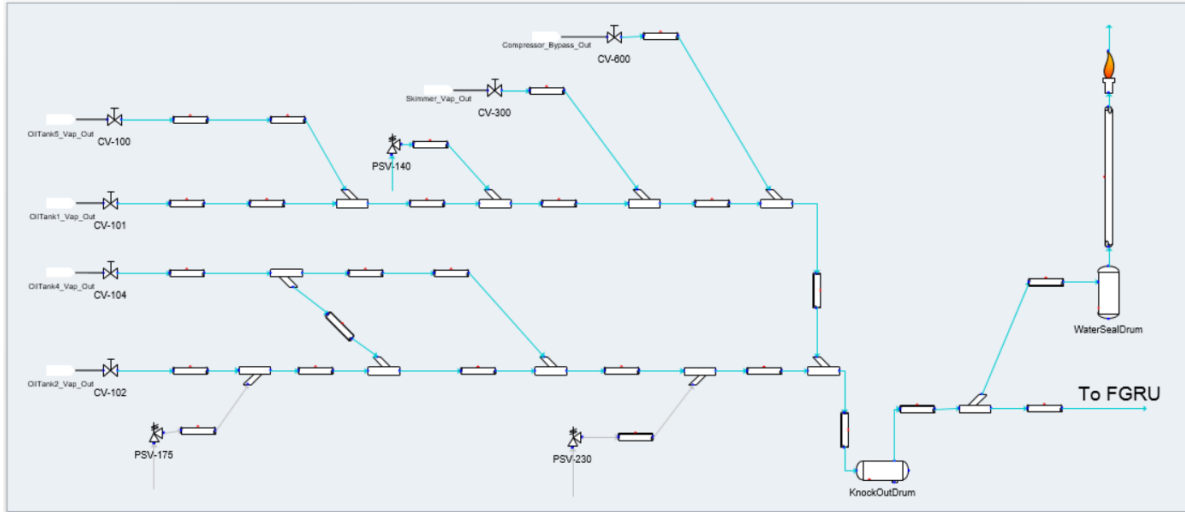 Compressor_Bypass_Out
CV-600
Skimmer_Vap_Out
CV-300
OilTank5_Vap_Out
CV-100
PSV-140
OilTank1_Vap_Out
CV-101
OilTank4_Vap_Out
CV-104
WaterSealDrum
OilTank2_Vap_Out
CV-102
To FGRU
PSV-175
PSV-230
KnockOutDrum